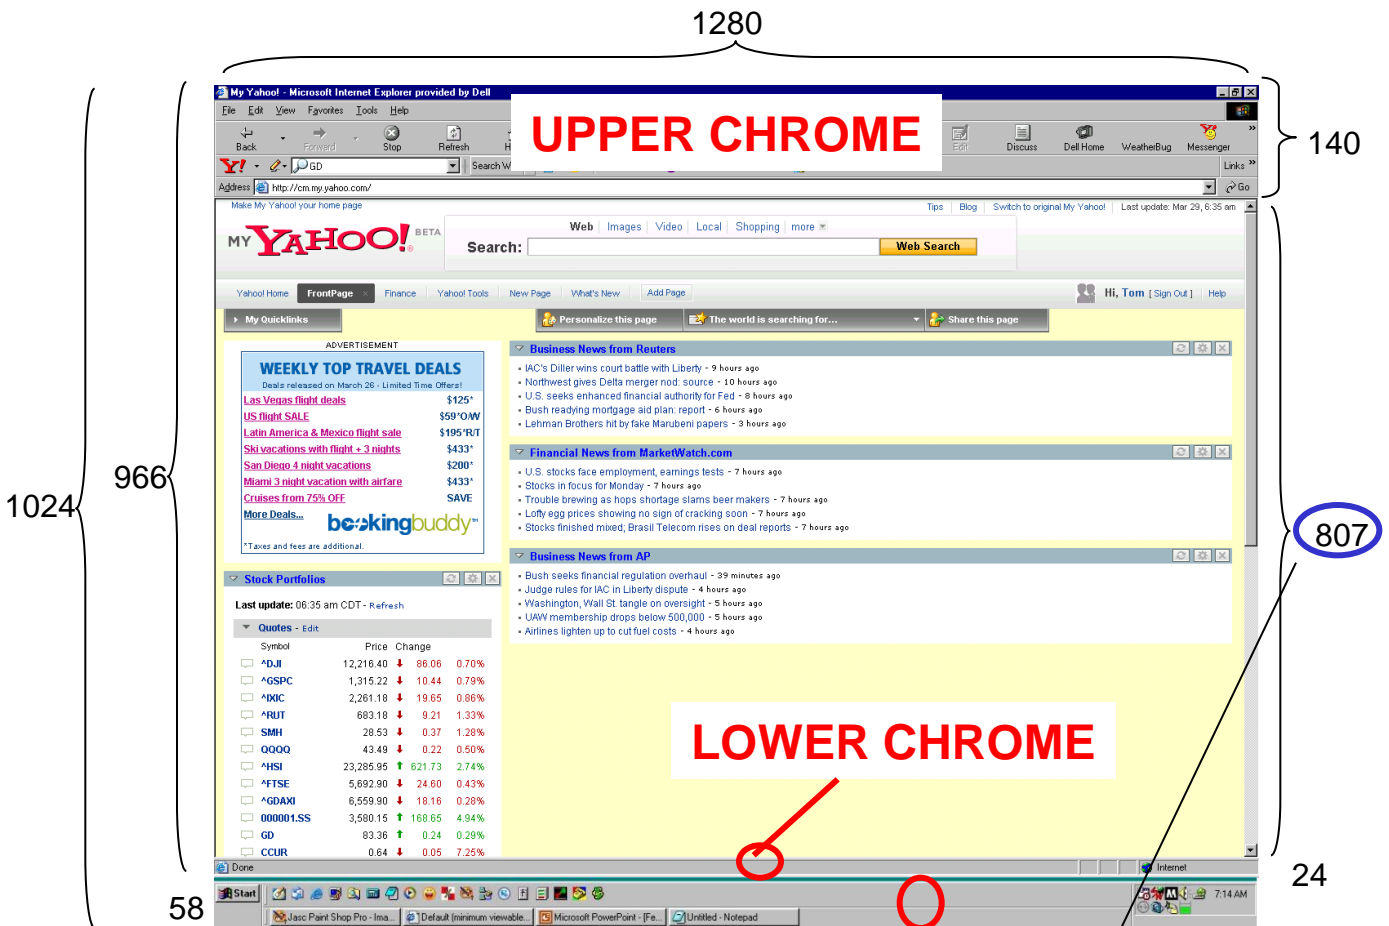 1280
My Yahoo! - Microsoft Internet Explorer provided by Dell
File Edit View Favorites Tools Help
UPPER CHROME
Back Forward Stop Refresh Edit Discuss Dell Home WeatherBug Messenger
140
GD Search W Links
Address http://cm.my.yahoo.com/ Go
Make My Yahoo! your home page Tips Blog Switch to original My Yahoo! Last update: Mar 29, 6:35 am
MY YAHOO! BETA
Web Images Video Local Shopping more
Search: Web Search
Yahoo! Home FrontPage Finance Yahoo! Tools New Page What's New Add Page Hi, Tom [ Sign Out ] Help
My Quicklinks Personalize this page The world is searching for... Share this page
ADVERTISEMENT
WEEKLY TOP TRAVEL DEALS
Deals released on March 26 - Limited Time Offers!
Las Vegas flight deals $125*
US flight SALE $59*O/W
Latin America & Mexico flight sale $195*R/T
Ski vacations with flight + 3 nights $433*
San Diego 4 night vacations $200*
Miami 3 night vacation with airfare $433*
Cruises from 75% OFF SAVE
More Deals... bookingbuddy™
*Taxes and fees are additional.
Business News from Reuters
IAC's Diller wins court battle with Liberty - 9 hours ago
Northwest gives Delta merger nod: source - 10 hours ago
U.S. seeks enhanced financial authority for Fed - 8 hours ago
Bush readying mortgage aid plan: report - 6 hours ago
Lehman Brothers hit by fake Marubeni papers - 3 hours ago
Financial News from MarketWatch.com
U.S. stocks face employment, earnings tests - 7 hours ago
Stocks in focus for Monday - 7 hours ago
Trouble brewing as hops shortage slams beer makers - 7 hours ago
Lofty egg prices showing no sign of cracking soon - 7 hours ago
Stocks finished mixed; Brasil Telecom rises on deal reports - 7 hours ago
Business News from AP
Bush seeks financial regulation overhaul - 39 minutes ago
Judge rules for IAC in Liberty dispute - 4 hours ago
Washington, Wall St. tangle on oversight - 5 hours ago
UAW membership drops below 500,000 - 5 hours ago
Airlines lighten up to cut fuel costs - 4 hours ago
966
1024
807
Stock Portfolios
Last update: 06:35 am CDT - Refresh
Quotes - Edit
Symbol Price Change
^DJI 12,216.40 86.06 0.70%
^GSPC 1,315.22 10.44 0.79%
^IXIC 2,261.18 19.65 0.86%
^RUT 683.18 9.21 1.33%
SMH 28.53 0.37 1.28%
QQQQ 43.49 0.22 0.50%
^HSI 23,285.95 621.73 2.74%
^FTSE 5,692.90 24.60 0.43%
^GDAXI 6,559.90 18.16 0.28%
000001.SS 3,580.15 168.65 4.94%
GD 83.36 0.24 0.29%
CCUR 0.64 0.05 7.25%
LOWER CHROME
Done Internet
24
58
Start 7:14 AM
Jasc Paint Shop Pro - Ima... Default (minimum viewable... Microsoft PowerPoint - [Fe... Untitled - Notepad